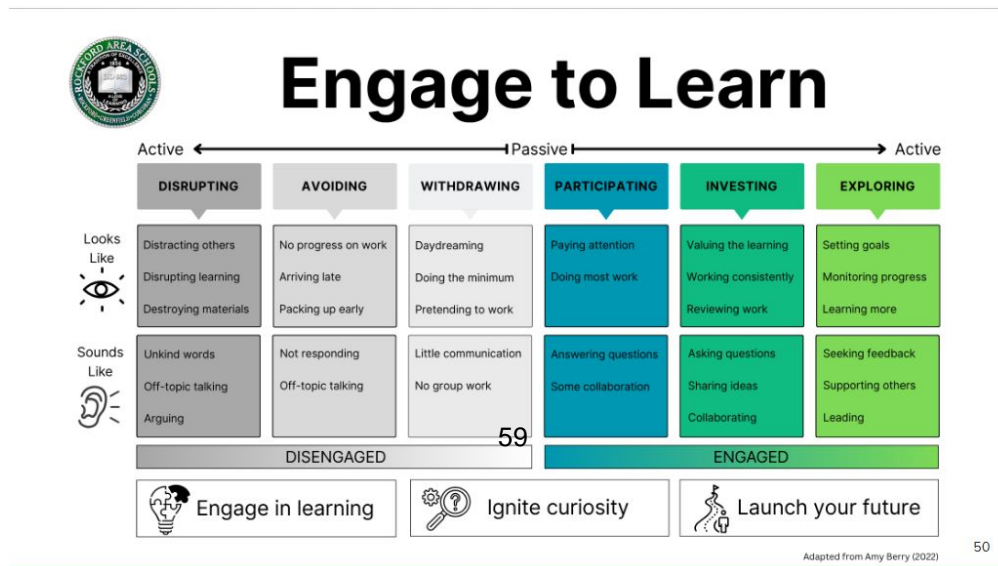 ROCKFORD AREA SCHOOLS
Engage to Learn
Active Passive Active
DISRUPTING AVOIDING WITHDRAWING PARTICIPATING INVESTING EXPLORING
Looks
Like
Distracting others
Disrupting learning
Destroying materials
No progress on work
Arriving late
Packing up early
Daydreaming
Doing the minimum
Pretending to work
Paying attention
Doing most work
Valuing the learning
Working consistently
Reviewing work
Setting goals
Monitoring progress
Learning more
Sounds
Like
Unkind words
Off-topic talking
Arguing
Not responding
Off-topic talking
Little communication
No group work
Answering questions
Some collaboration
Asking questions
Sharing ideas
Collaborating
Seeking feedback
Supporting others
Leading
59
DISENGAGED ENGAGED
Engage in learning
Ignite curiosity
Launch your future
Adapted from Amy Berry (2022)
50